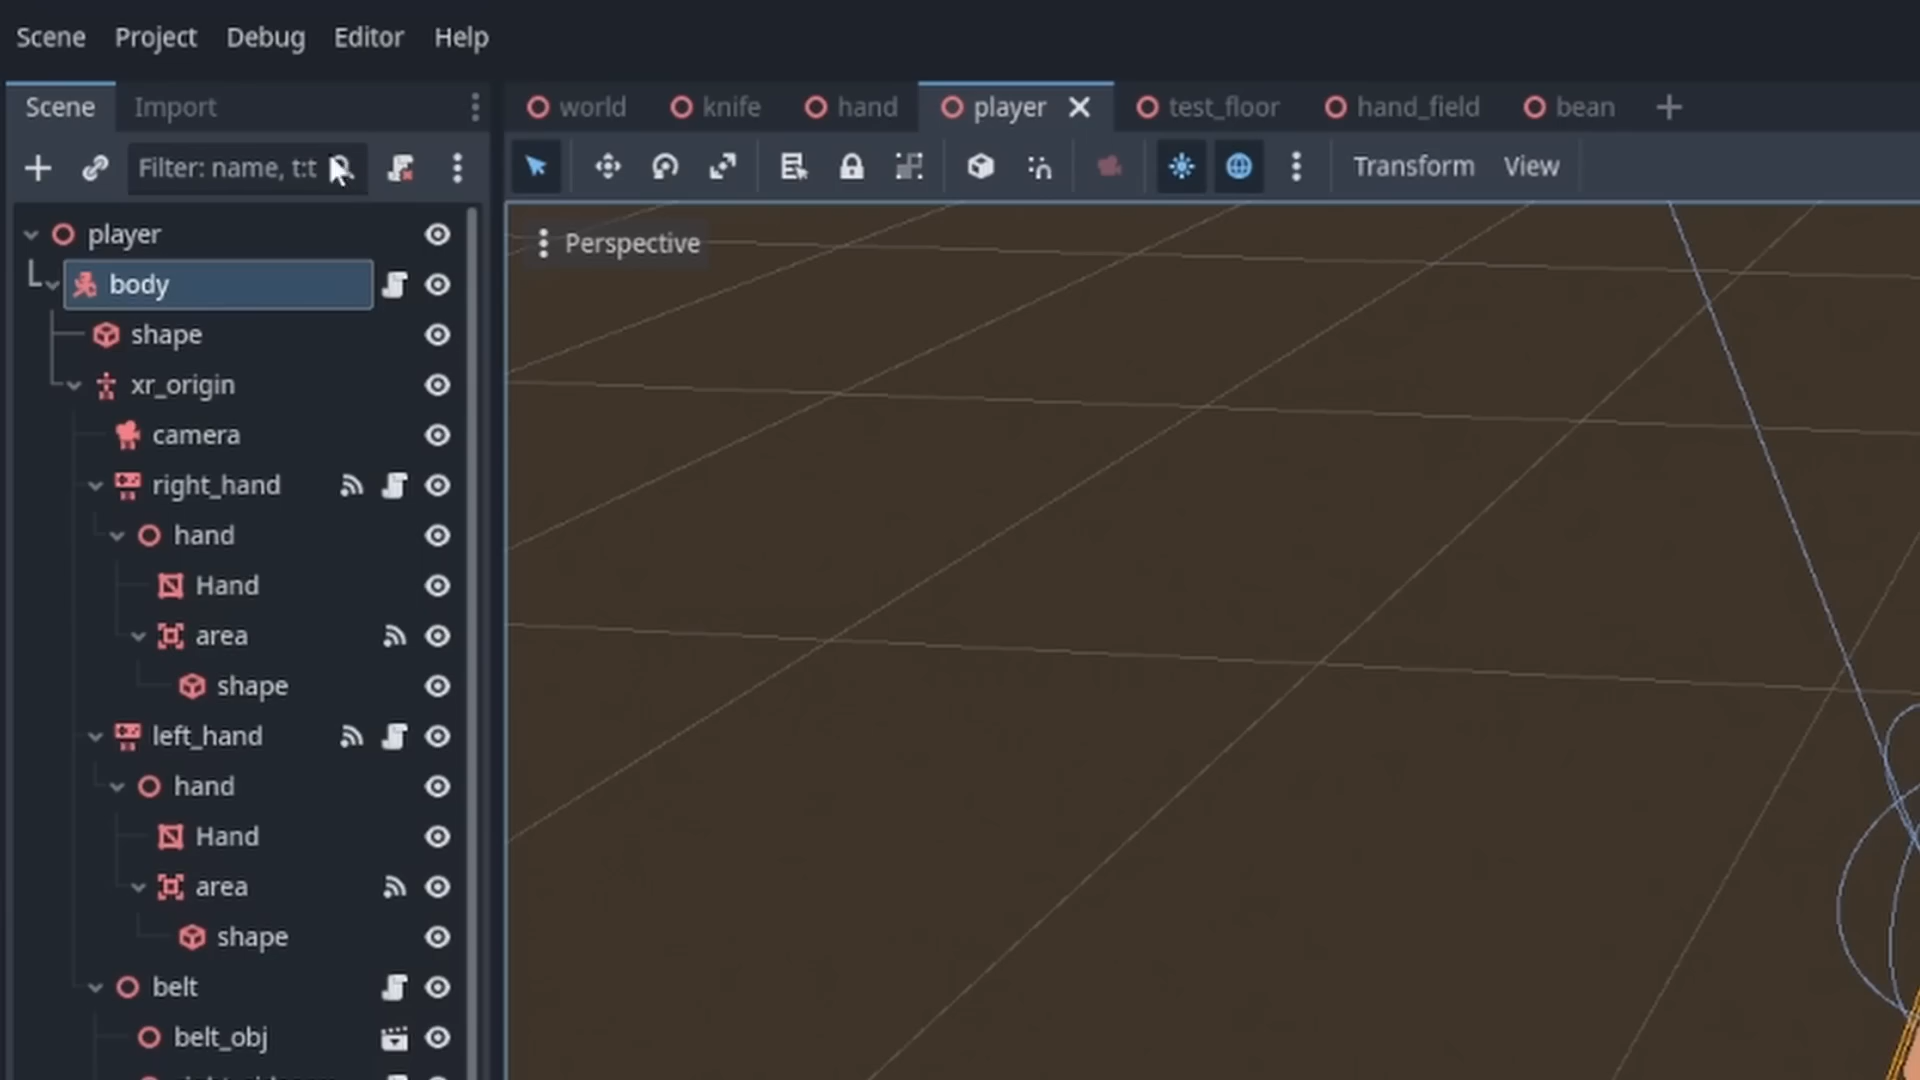 Scene Project Debug Editor Help
Scene Import
world knife hand player test_floor hand_field bean
Filter: name, t:t
Transform View
Perspective
player
body
shape
xr_origin
camera
right_hand
hand
Hand
area
shape
left_hand
hand
Hand
area
shape
belt
belt_obj